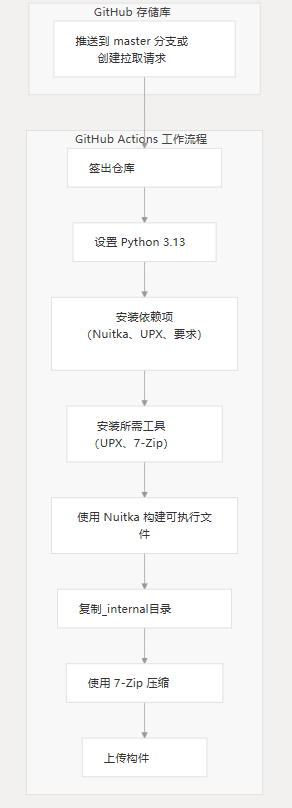 GitHub 存储库
推送到 master 分支或
创建拉取请求
GitHub Actions 工作流程
签出仓库
设置 Python 3.13
安装依赖项
（Nuitka、UPX、要求）
安装所需工具
（UPX、7-Zip）
使用 Nuitka 构建可执行文
件
复制_internal目录
使用 7-Zip 压缩
上传构件